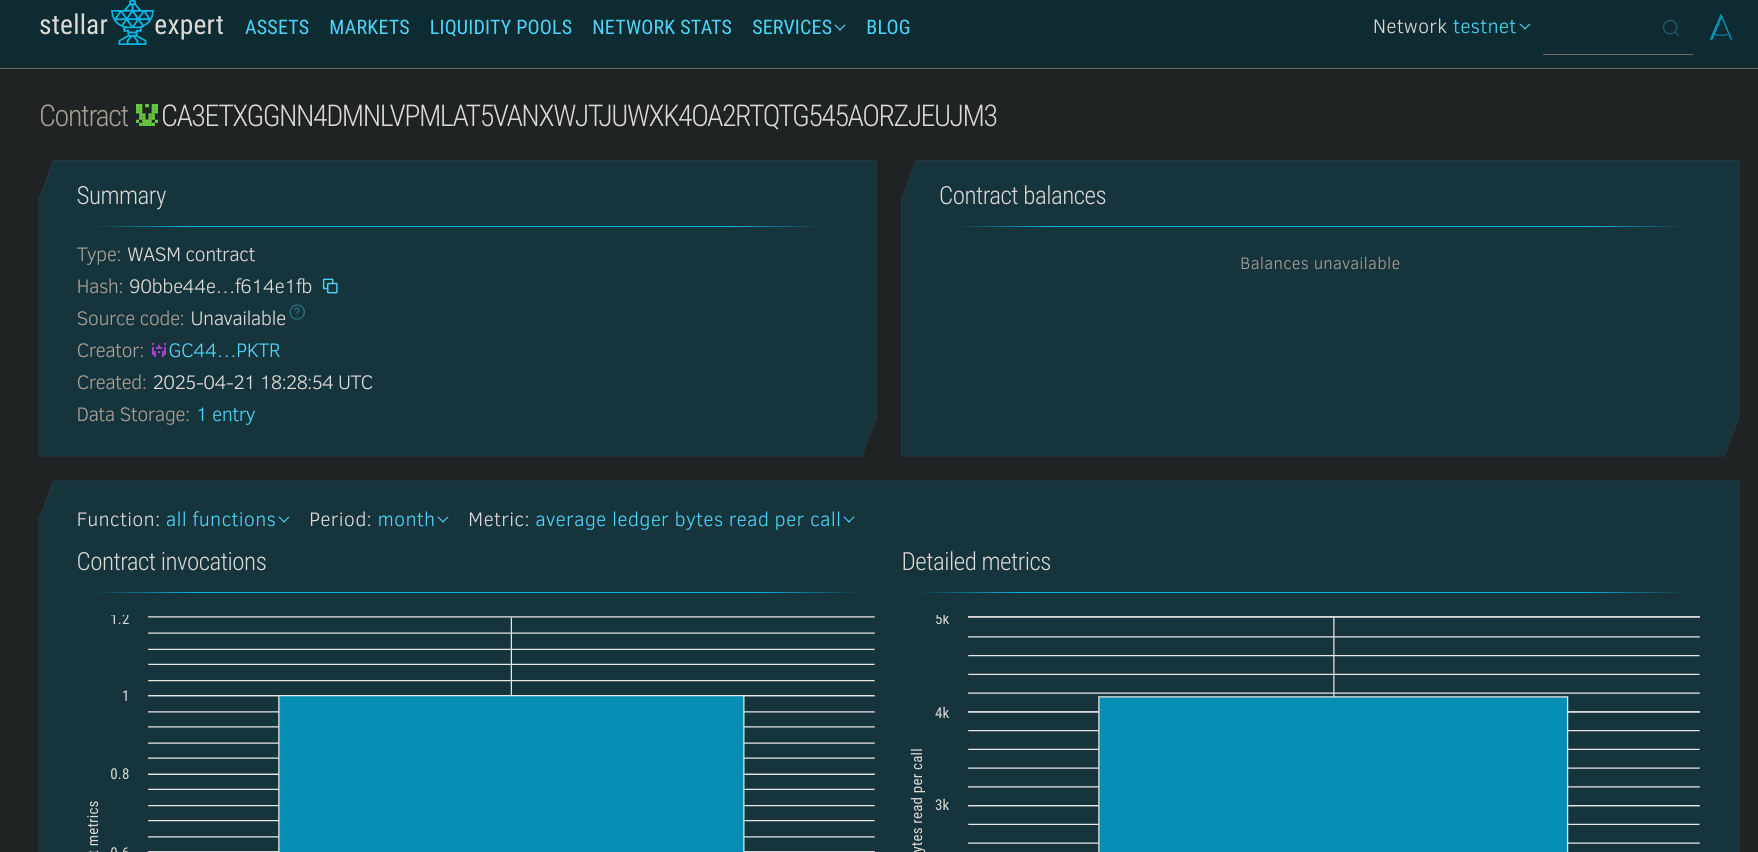 stellar expert ASSETS MARKETS LIQUIDITY POOLS NETWORK STATS SERVICES BLOG Network testnet
Contract CA3ETXGGNN4DMNLVPMLAT5VANXWJTJUWXK4OA2RTQTG545AORZJEUJM3
Summary
Type: WASM contract
Hash: 90bbe44e...f614e1fb
Source code: Unavailable ?
Creator: GC44...PKTR
Created: 2025-04-21 18:28:54 UTC
Data Storage: 1 entry
Contract balances
Balances unavailable
Function: all functions Period: month Metric: average ledger bytes read per call
Contract invocations
1.2
1
0.8
0.6
metrics
Detailed metrics
5k
4k
3k
ytes read per call